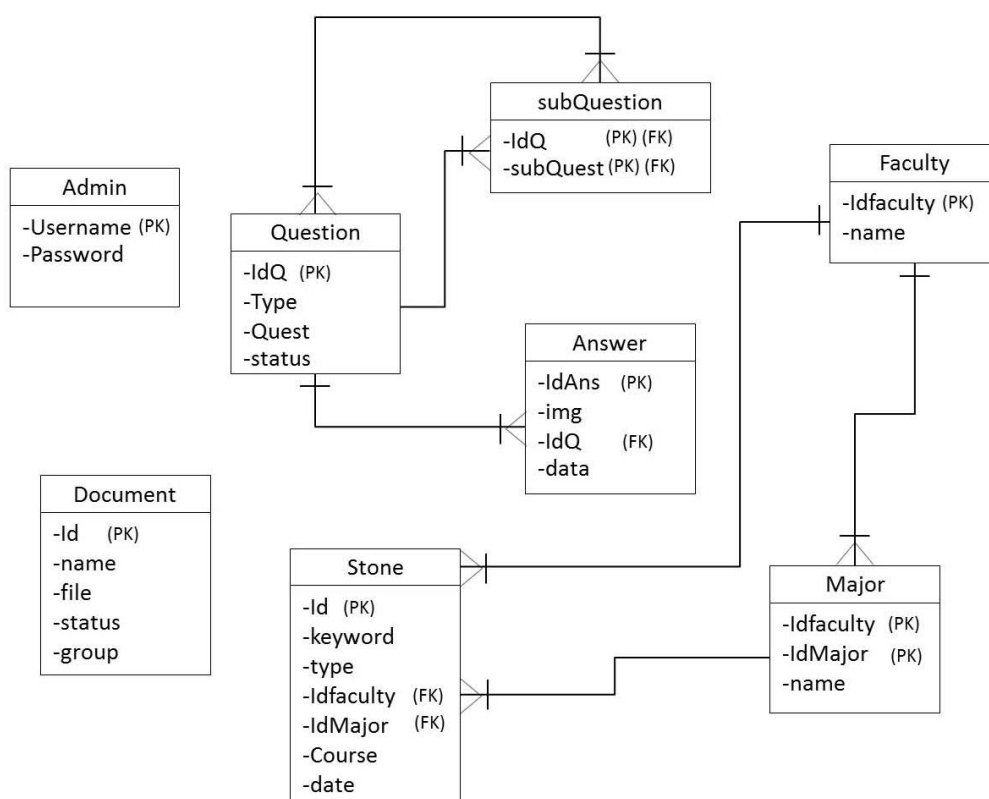 subQuestion
-IdQ (PK) (FK)
-subQuest (PK) (FK)
Admin
-Username (PK)
-Password
Question
-IdQ (PK)
-Type
-Quest
-status
Faculty
-Idfaculty (PK)
-name
Answer
-IdAns (PK)
-img
-IdQ (FK)
-data
Document
-Id (PK)
-name
-file
-status
-group
Stone
-Id (PK)
-keyword
-type
-Idfaculty (FK)
-IdMajor (FK)
-Course
-date
Major
-Idfaculty (PK)
-IdMajor (PK)
-name